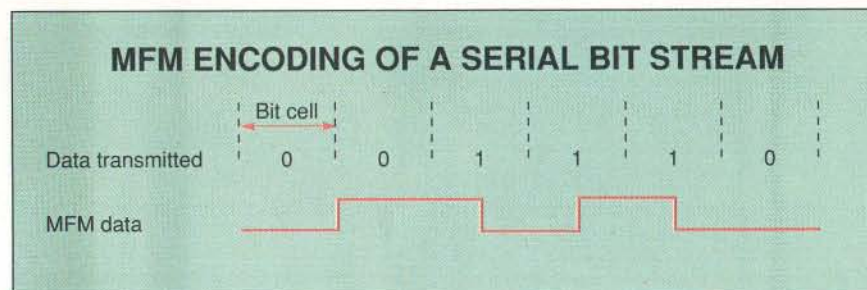 MFM ENCODING OF A SERIAL BIT STREAM
Bit cell
Data transmitted 0 0 1 1 1 0
MFM data